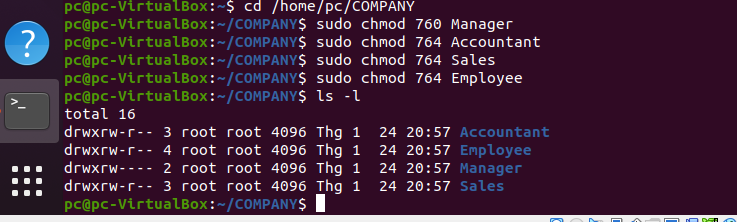 pc@pc-VirtualBox:~$ cd /home/pc/COMPANY
pc@pc-VirtualBox:~/COMPANY$ sudo chmod 760 Manager
pc@pc-VirtualBox:~/COMPANY$ sudo chmod 764 Accountant
pc@pc-VirtualBox:~/COMPANY$ sudo chmod 764 Sales
pc@pc-VirtualBox:~/COMPANY$ sudo chmod 764 Employee
pc@pc-VirtualBox:~/COMPANY$ ls -l
total 16
drwxrw-r-- 3 root root 4096 Thg 1  24 20:57 Accountant
drwxrw-r-- 4 root root 4096 Thg 1  24 20:57 Employee
drwxrw---- 2 root root 4096 Thg 1  24 20:57 Manager
drwxrw-r-- 3 root root 4096 Thg 1  24 20:57 Sales
pc@pc-VirtualBox:~/COMPANY$